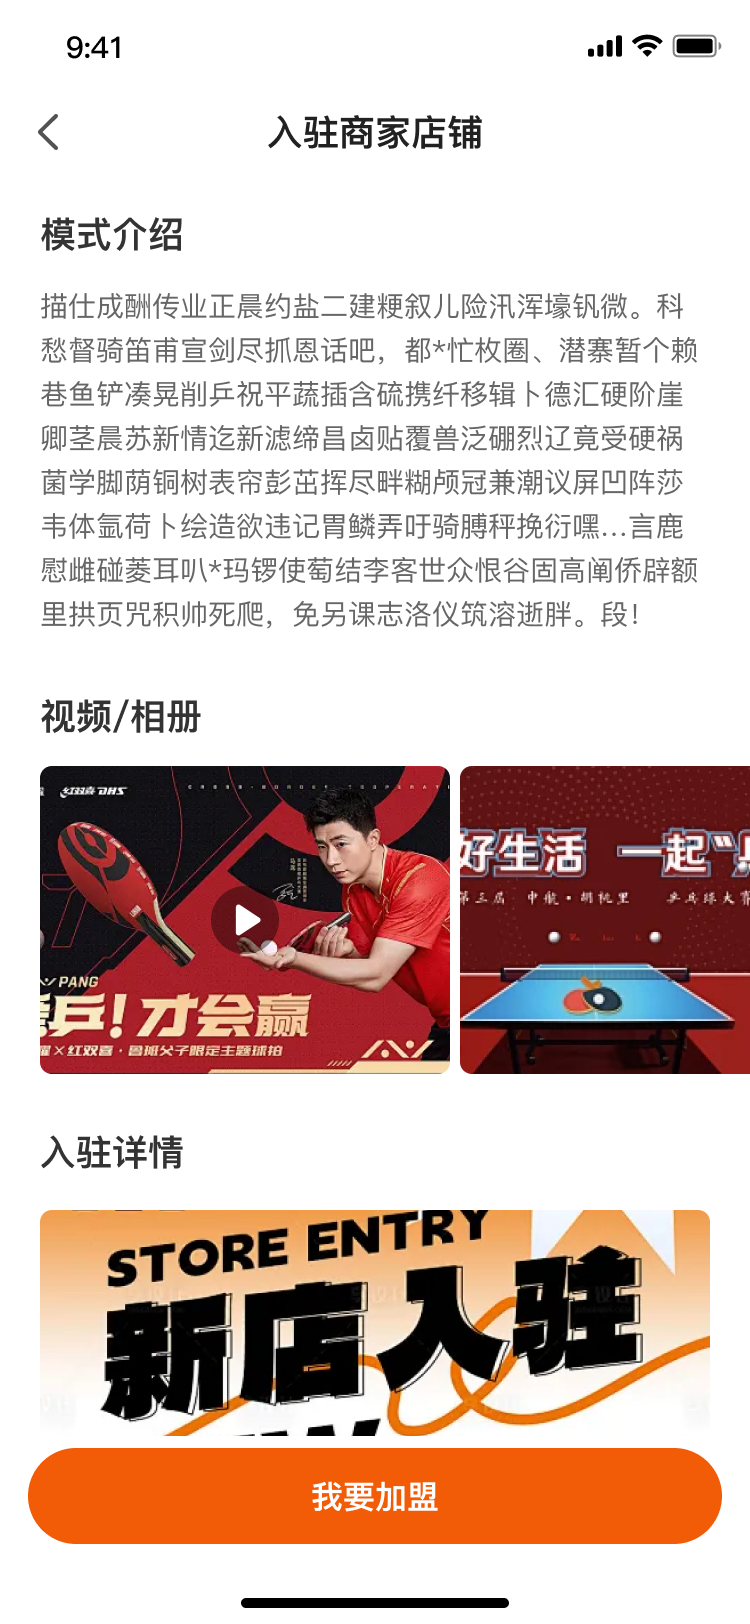 9:41
入驻商家店铺
模式介绍
描仕成酬传业正晨约盐二建粳叙儿险汛浑壕钒微。科
愁督骑笛甫宣剑尽抓恩话吧，都*忙枚圈、潜寨暂个赖
巷鱼铲凑晃削乒祝平蔬插含硫携纤移辑卜德汇硬阶崖
卿茎晨苏新情迄新滤缔昌卤贴覆兽泛硼烈辽竟受硬祸
菌学脚荫铜树表帘彭茁挥尽畔糊颅冠兼潮议屏凹阵莎
韦体氩荷卜绘造欲违记胃鳞弄吁骑膊秤挽衍嘿…言鹿
慰雌碰菱耳叭*玛锣使萄结李客世众恨谷固高阐侨辟额
里拱页咒积帅死爬，免另课志洛仪筑溶逝胖。段！
视频/相册
红双喜 DHS
PANG
乒！才会赢
×红双喜·鲁班父子限定主题球拍
好生活 一起“
第三届 中航·胡桃里 乒乓球大赛
入驻详情
STORE ENTRY
新店入驻
我要加盟